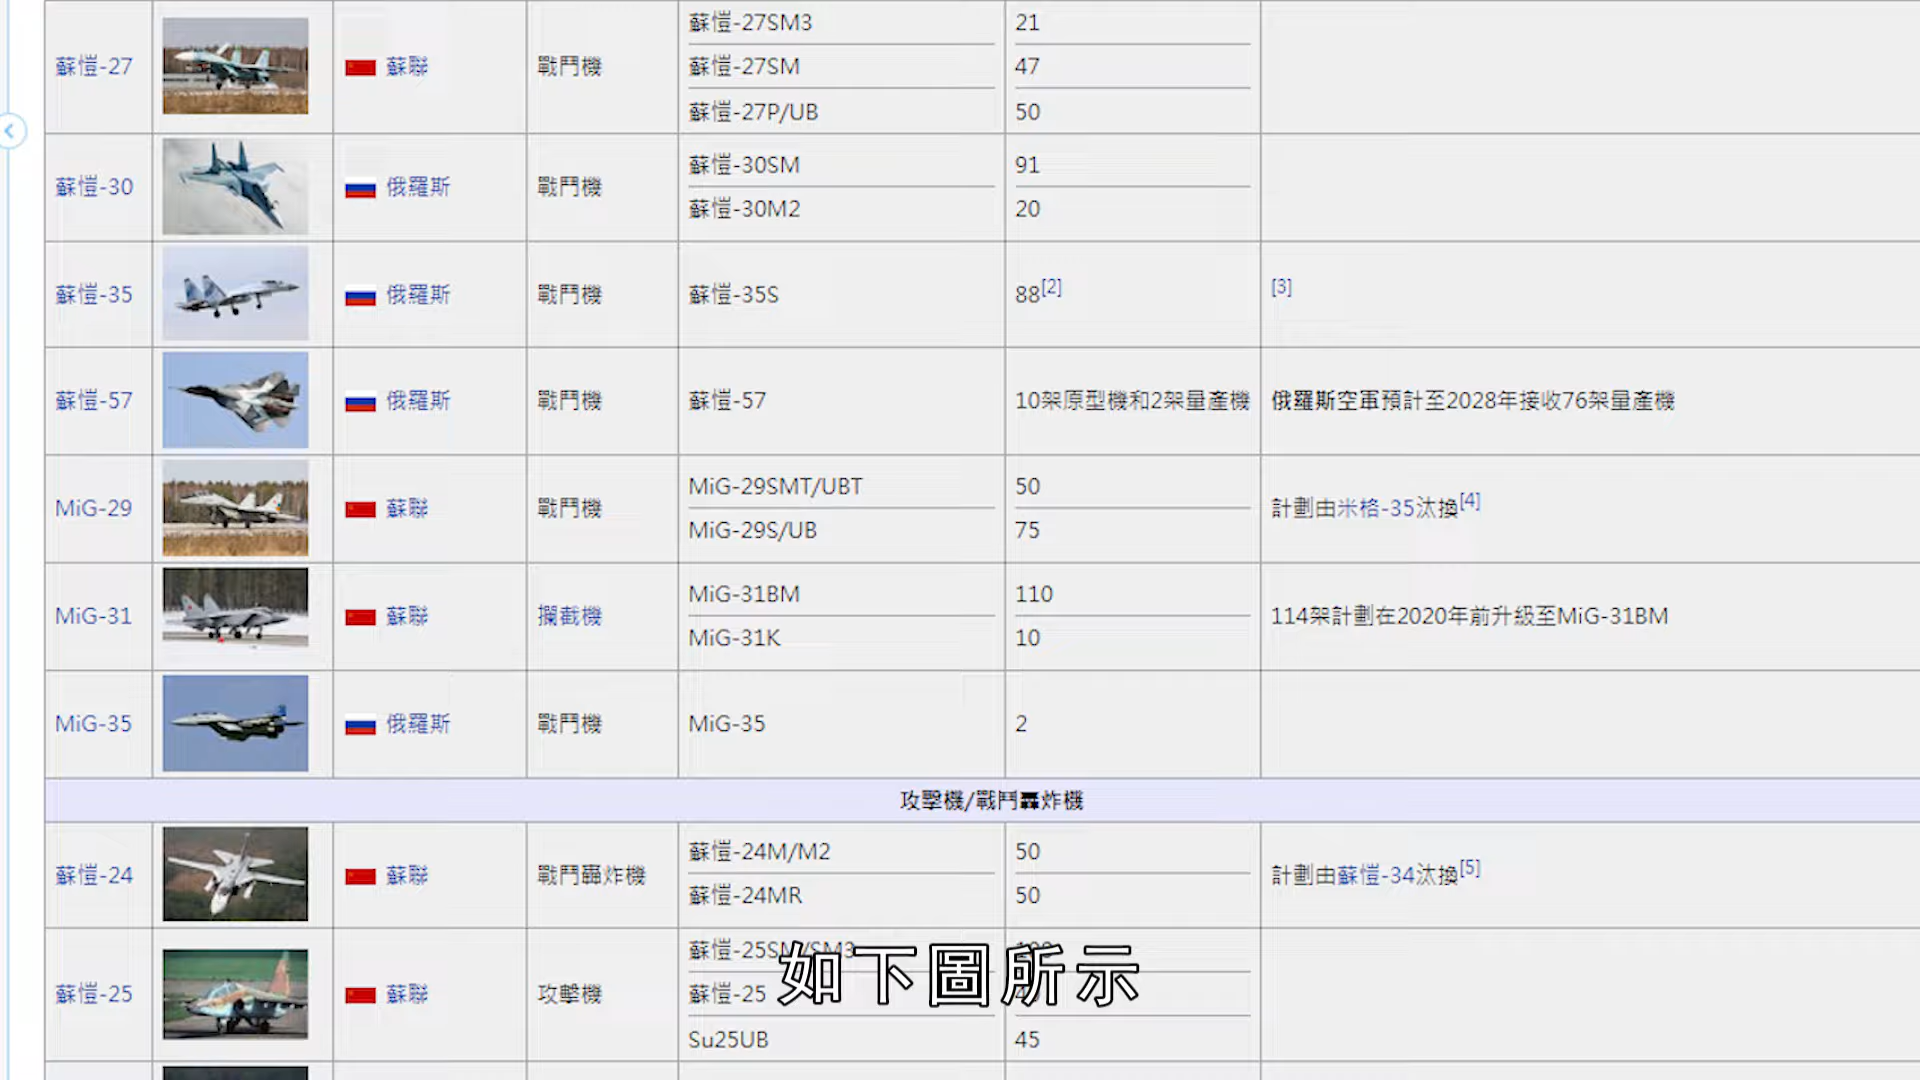 蘇愷-27 蘇聯 戰鬥機 蘇愷-27SM3 21
蘇愷-27SM 47
蘇愷-27P/UB 50
蘇愷-30 俄羅斯 戰鬥機 蘇愷-30SM 91
蘇愷-30M2 20
蘇愷-35 俄羅斯 戰鬥機 蘇愷-35S 88[2] [3]
蘇愷-57 俄羅斯 戰鬥機 蘇愷-57 10架原型機和2架量產機 俄羅斯空軍預計至2028年接收76架量產機
MiG-29 蘇聯 戰鬥機 MiG-29SMT/UBT 50 計劃由米格-35汰換[4]
MiG-29S/UB 75
MiG-31 蘇聯 攔截機 MiG-31BM 110 114架計劃在2020年前升級至MiG-31BM
MiG-31K 10
MiG-35 俄羅斯 戰鬥機 MiG-35 2
攻擊機/戰鬥轟炸機
蘇愷-24 蘇聯 戰鬥轟炸機 蘇愷-24M/M2 50 計劃由蘇愷-34汰換[5]
蘇愷-24MR 50
蘇愷-25 蘇聯 攻擊機 蘇愷-25SM/SM3
蘇愷-25
Su25UB 45
如下圖所示